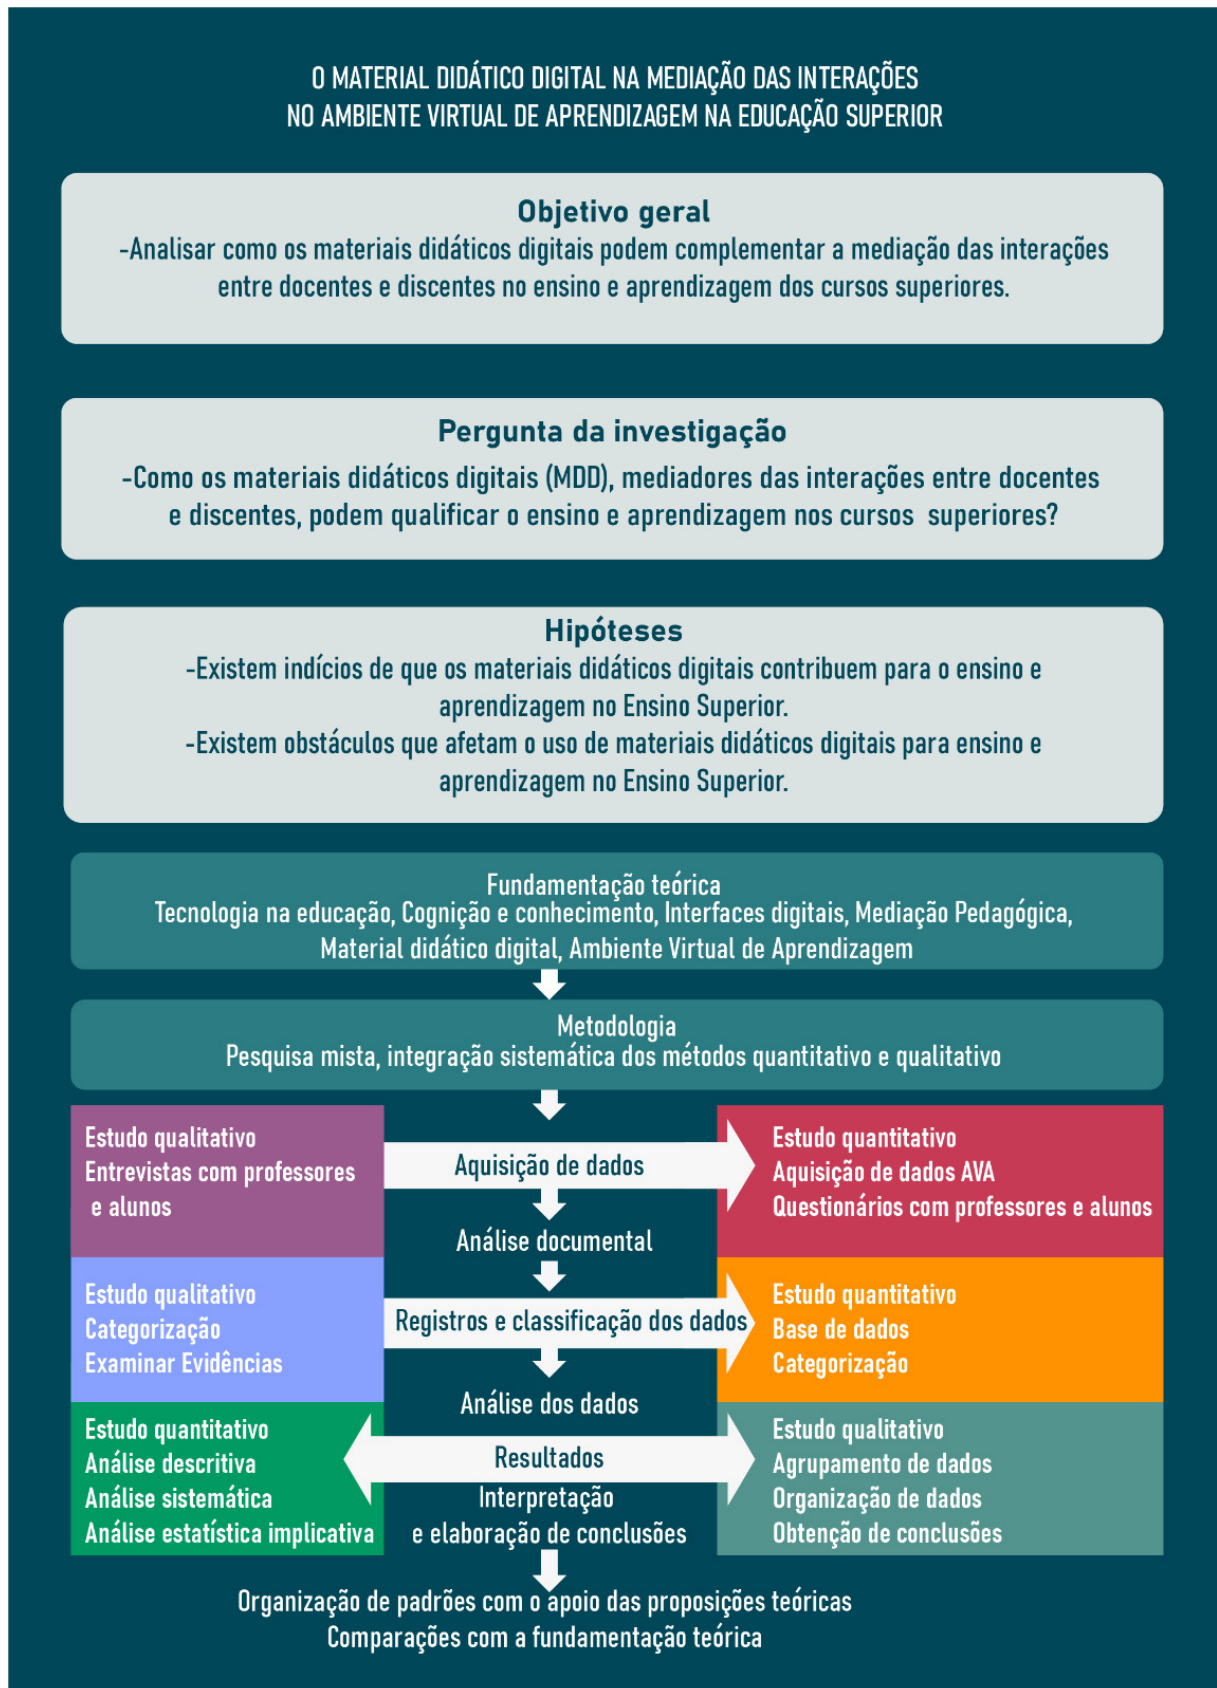 O MATERIAL DIDÁTICO DIGITAL NA MEDIAÇÃO DAS INTERAÇÕES
NO AMBIENTE VIRTUAL DE APRENDIZAGEM NA EDUCAÇÃO SUPERIOR
Objetivo geral
-Analisar como os materiais didáticos digitais podem complementar a mediação das interações
entre docentes e discentes no ensino e aprendizagem dos cursos superiores.
Pergunta da investigação
-Como os materiais didáticos digitais (MDD), mediadores das interações entre docentes
e discentes, podem qualificar o ensino e aprendizagem nos cursos superiores?
Hipóteses
-Existem indícios de que os materiais didáticos digitais contribuem para o ensino e
aprendizagem no Ensino Superior.
-Existem obstáculos que afetam o uso de materiais didáticos digitais para ensino e
aprendizagem no Ensino Superior.
Fundamentação teórica
Tecnologia na educação, Cognição e conhecimento, Interfaces digitais, Mediação Pedagógica,
Material didático digital, Ambiente Virtual de Aprendizagem
Metodologia
Pesquisa mista, integração sistemática dos métodos quantitativo e qualitativo
Estudo qualitativo
Entrevistas com professores
e alunos
Aquisição de dados
Estudo quantitativo
Aquisição de dados AVA
Questionários com professores e alunos
Análise documental
Estudo qualitativo
Categorização
Examinar Evidências
Registros e classificação dos dados
Estudo quantitativo
Base de dados
Categorização
Análise dos dados
Estudo quantitativo
Análise descritiva
Análise sistemática
Análise estatística implicativa
Resultados
Interpretação
e elaboração de conclusões
Estudo qualitativo
Agrupamento de dados
Organização de dados
Obtenção de conclusões
Organização de padrões com o apoio das proposições teóricas
Comparações com a fundamentação teórica